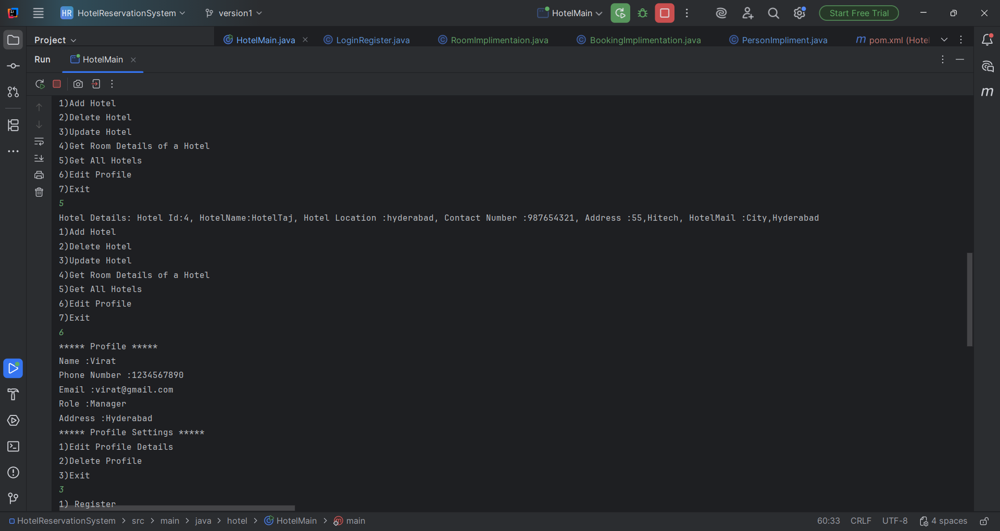 HR HotelReservationSystem version1 HotelMain Start Free Trial
Project HotelMain.java LoginRegister.java RoomImplimentaion.java BookingImplimentation.java PersonImpliment.java m pom.xml (Hotel
Run HotelMain
1)Add Hotel
2)Delete Hotel
3)Update Hotel
4)Get Room Details of a Hotel
5)Get All Hotels
6)Edit Profile
7)Exit
5
Hotel Details: Hotel Id:4, HotelName:HotelTaj, Hotel Location :hyderabad, Contact Number :987654321, Address :55,Hitech, HotelMail :City,Hyderabad
1)Add Hotel
2)Delete Hotel
3)Update Hotel
4)Get Room Details of a Hotel
5)Get All Hotels
6)Edit Profile
7)Exit
6
***** Profile *****
Name :Virat
Phone Number :1234567890
Email :virat@gmail.com
Role :Manager
Address :Hyderabad
***** Profile Settings *****
1)Edit Profile Details
2)Delete Profile
3)Exit
3
1) Register
HotelReservationSystem > src > main > java > hotel > HotelMain > main 60:33 CRLF UTF-8 4 spaces